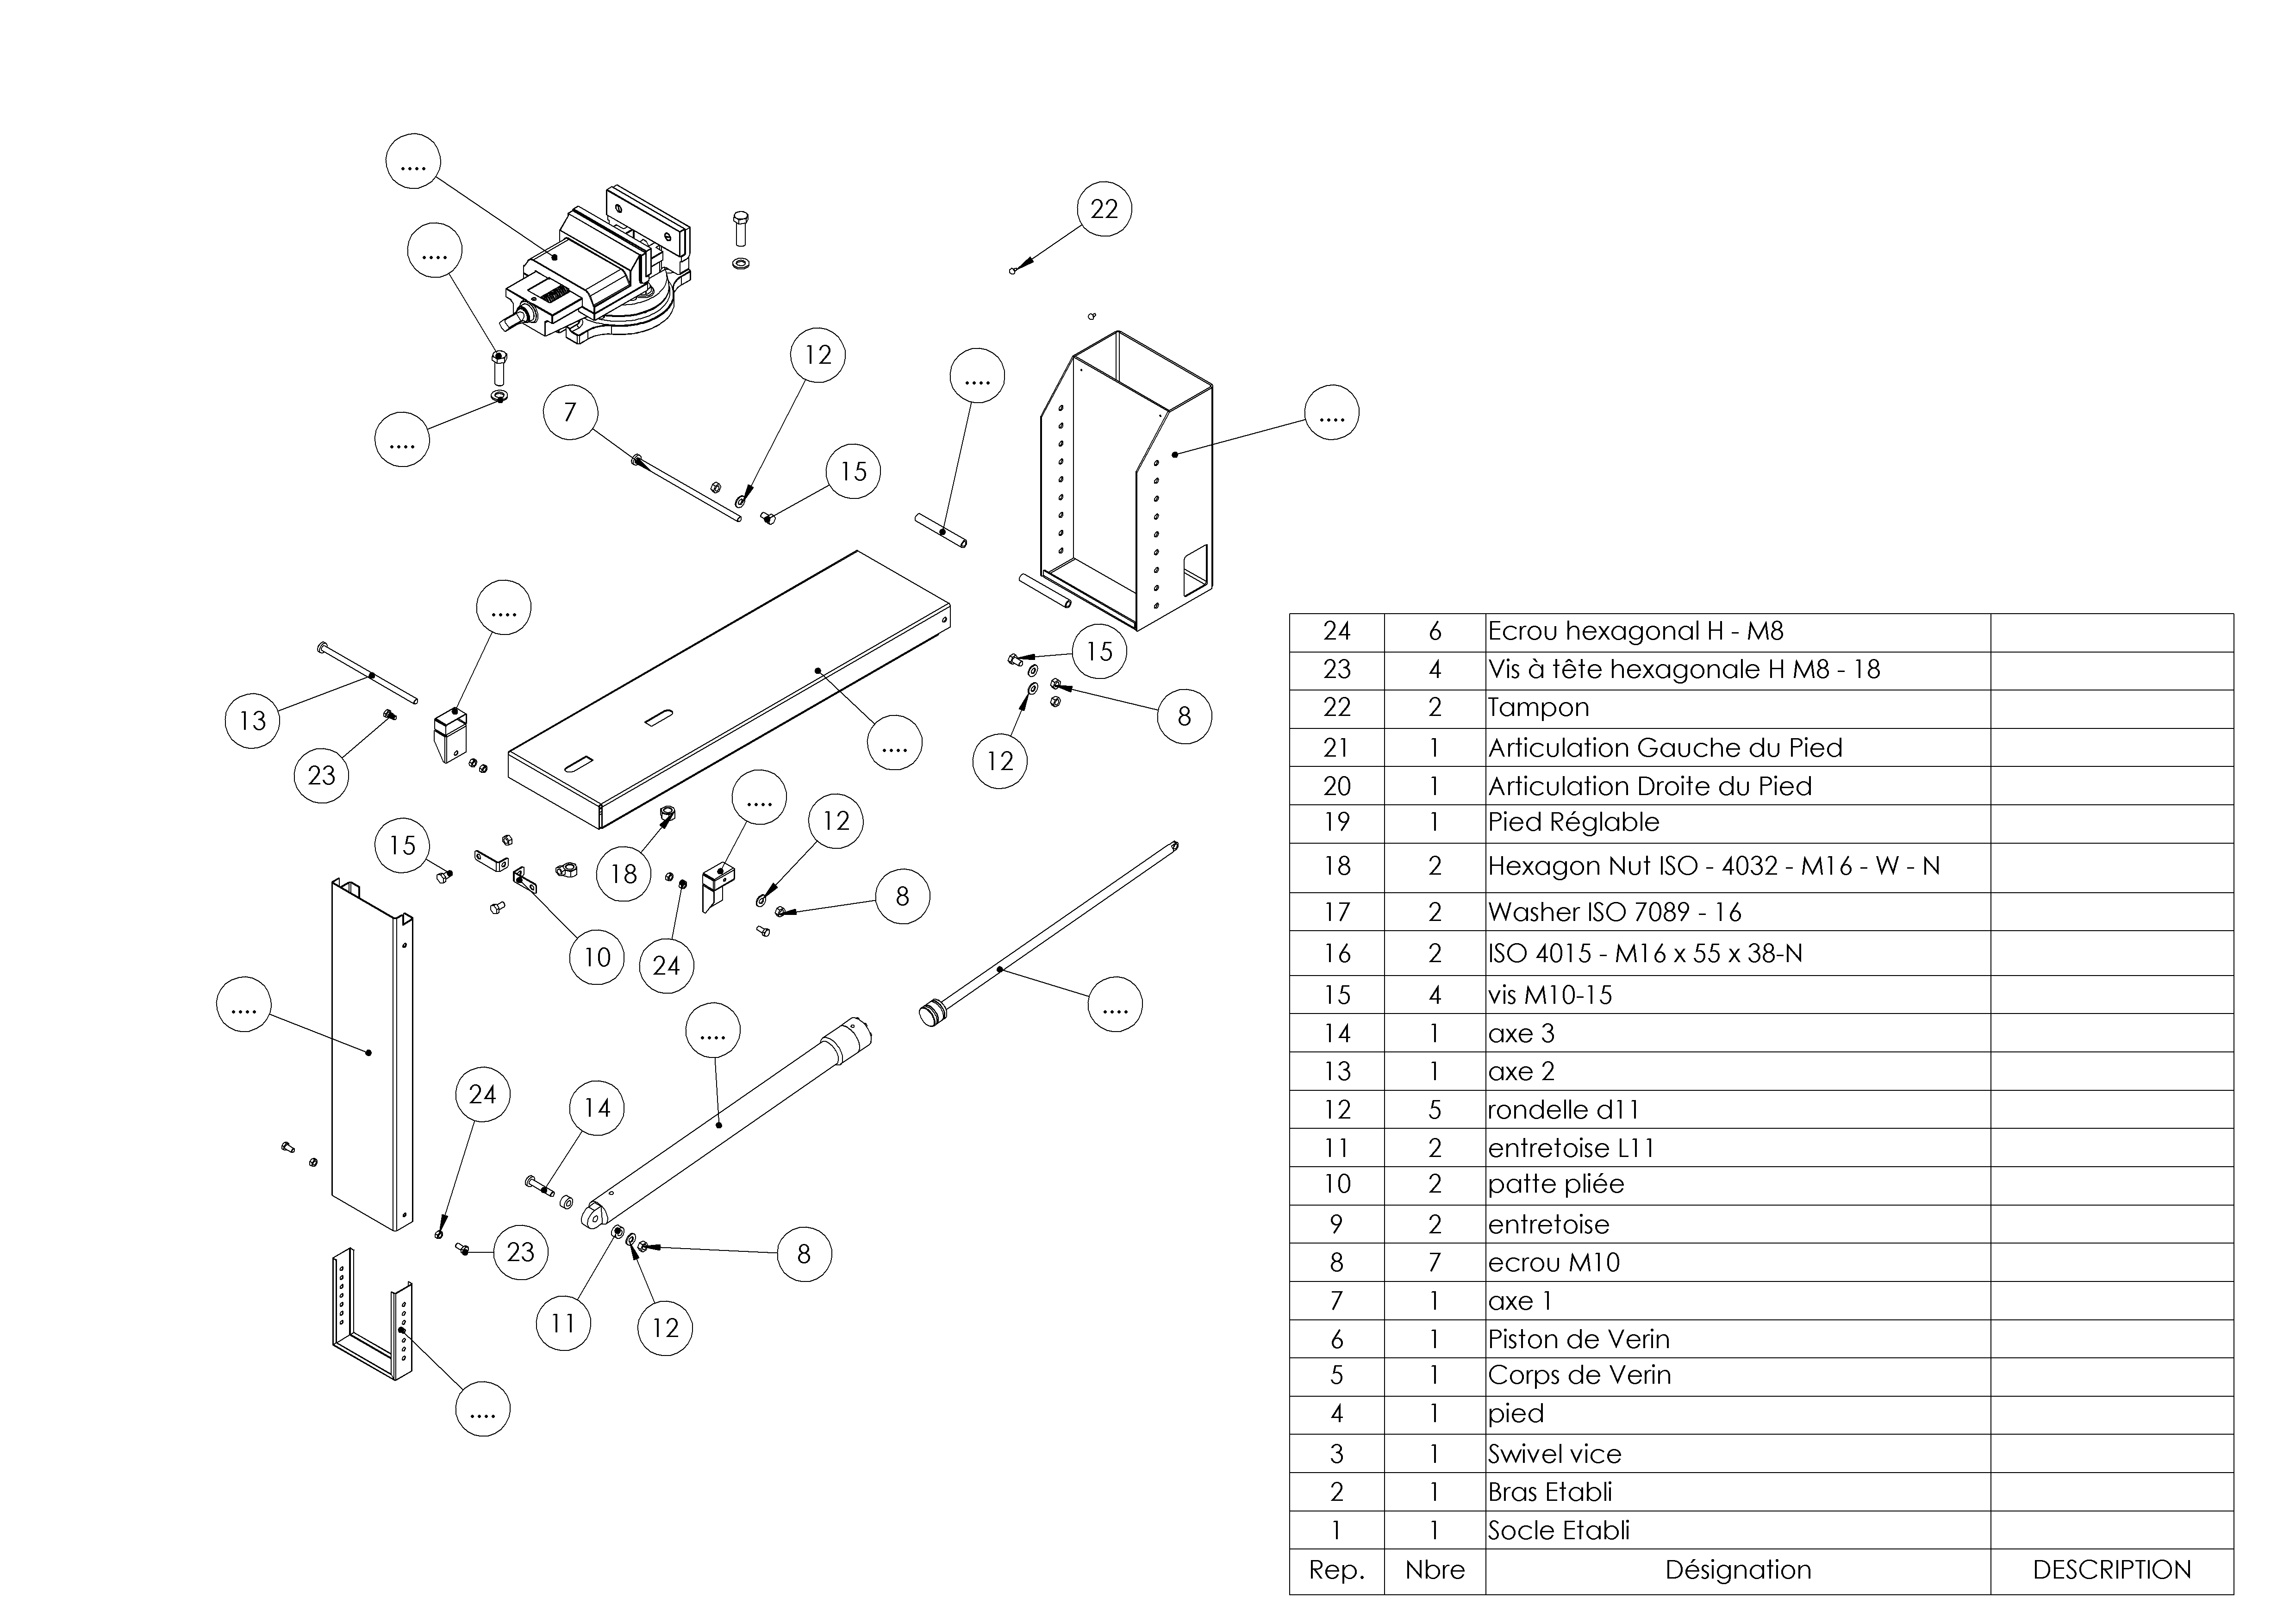 ....
22
....
12
....
7
....
....
15
....
15
13
8
....
12
23
....
12
15
18
8
10
24
....
....
....
24
14
23
8
11
12
....
24 6 Ecrou hexagonal H - M8
23 4 Vis à tête hexagonale H M8 - 18
22 2 Tampon
21 1 Articulation Gauche du Pied
20 1 Articulation Droite du Pied
19 1 Pied Réglable
18 2 Hexagon Nut ISO - 4032 - M16 - W - N
17 2 Washer ISO 7089 - 16
16 2 ISO 4015 - M16 x 55 x 38-N
15 4 vis M10-15
14 1 axe 3
13 1 axe 2
12 5 rondelle d11
11 2 entretoise L11
10 2 patte pliée
9 2 entretoise
8 7 ecrou M10
7 1 axe 1
6 1 Piston de Verin
5 1 Corps de Verin
4 1 pied
3 1 Swivel vice
2 1 Bras Etabli
1 1 Socle Etabli
Rep. Nbre Désignation DESCRIPTION